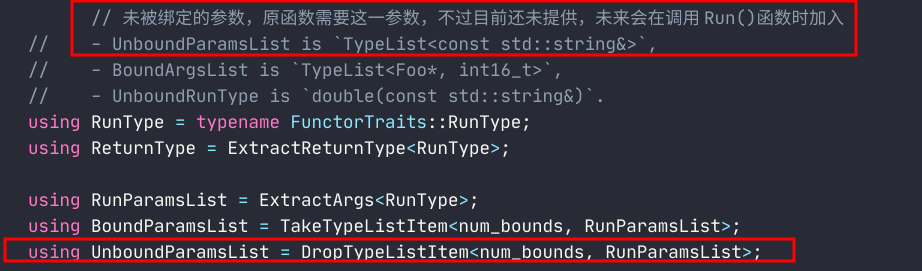 // 未被绑定的参数，原函数需要这一参数，不过目前还未提供，未来会在调用 Run()函数时加入
//    - UnboundParamsList is `TypeList<const std::string&>`,
//    - BoundArgsList is `TypeList<Foo*, int16_t>`,
//    - UnboundRunType is `double(const std::string&)`.
using RunType = typename FunctorTraits::RunType;
using ReturnType = ExtractReturnType<RunType>;
using RunParamsList = ExtractArgs<RunType>;
using BoundParamsList = TakeTypeListItem<num_bounds, RunParamsList>;
using UnboundParamsList = DropTypeListItem<num_bounds, RunParamsList>;